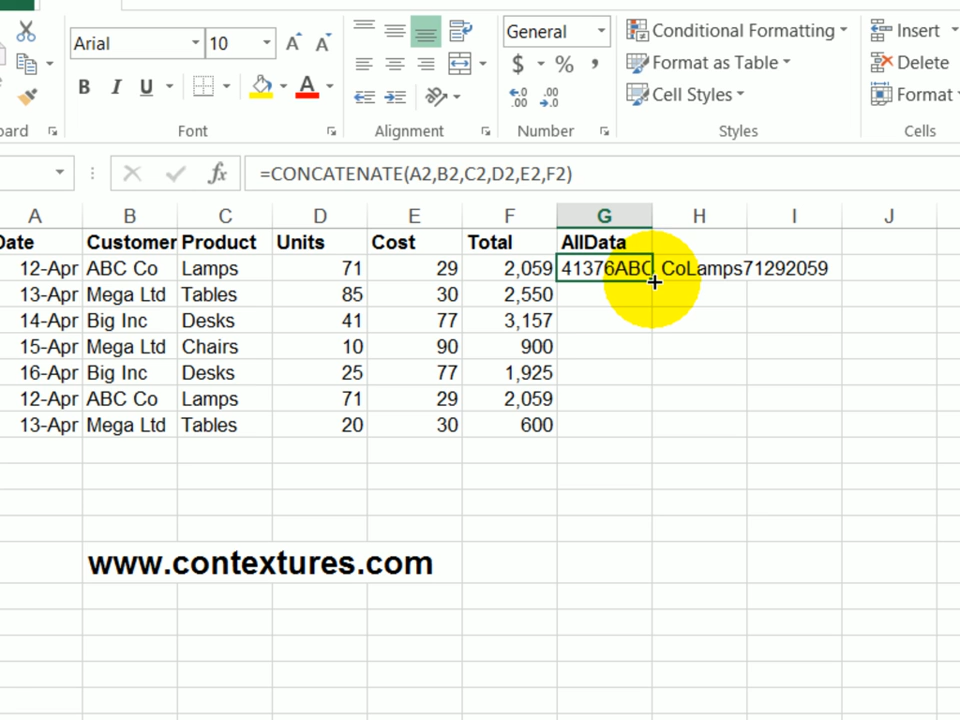 Arial 10 General Conditional Formatting Insert
B I U $ % , Format as Table Delete
Cell Styles Format
Font Alignment Number Styles Cells
fx =CONCATENATE(A2,B2,C2,D2,E2,F2)
A B C D E F G H I J
Date Customer Product Units Cost Total AllData
12-Apr ABC Co Lamps 71 29 2,059 41376ABC CoLamps71292059
13-Apr Mega Ltd Tables 85 30 2,550
14-Apr Big Inc Desks 41 77 3,157
15-Apr Mega Ltd Chairs 10 90 900
16-Apr Big Inc Desks 25 77 1,925
12-Apr ABC Co Lamps 71 29 2,059
13-Apr Mega Ltd Tables 20 30 600
www.contextures.com